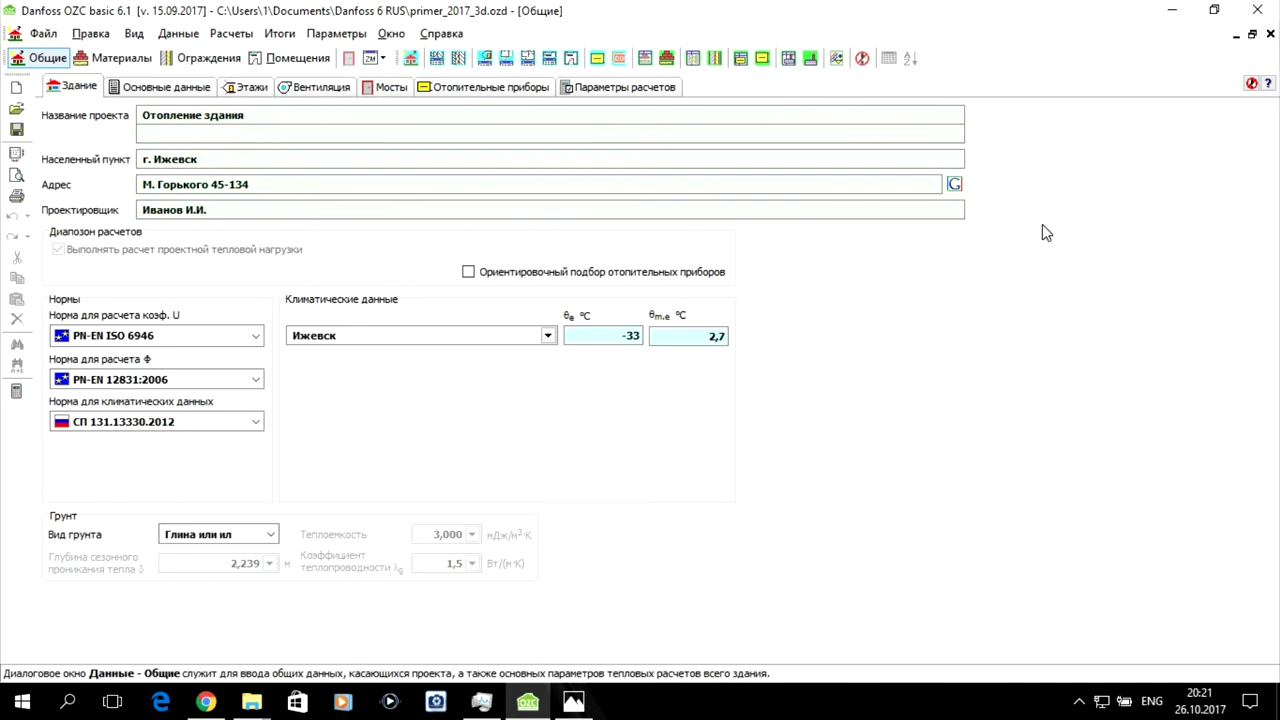 Danfoss OZC basic 6.1 [v. 15.09.2017] - C:\Users\1\Documents\Danfoss 6 RUS\primer_2017_3d.ozd - [Общие]
Файл Правка Вид Данные Расчеты Итоги Параметры Окно Справка
Общие Материалы Ограждения Помещения
Здание Основные данные Этажи Вентиляция Мосты Отопительные приборы Параметры расчетов
Название проекта Отопление здания
Населенный пункт г. Ижевск
Адрес М. Горького 45-134
Проектировщик Иванов И.И.
Диапозон расчетов
Выполнять расчет проектной тепловой нагрузки
Ориентировочный подбор отопительных приборов
Нормы Климатические данные
Норма для расчета коэф. U θe ºC θm.e ºC
PN-EN ISO 6946 Ижевск -33 2,7
Норма для расчета Φ
PN-EN 12831:2006
Норма для климатических данных
СП 131.13330.2012
Грунт
Вид грунта Глина или ил Теплоемкость 3,000 мДж/м³·К
Глубина сезонного проникания тепла δ 2,239 м Коэффициент теплопроводности λg 1,5 Вт/(м·К)
Диалоговое окно Данные - Общие служит для ввода общих данных, касающихся проекта, а также основных параметров тепловых расчетов всего здания.
ENG 20:21
26.10.2017